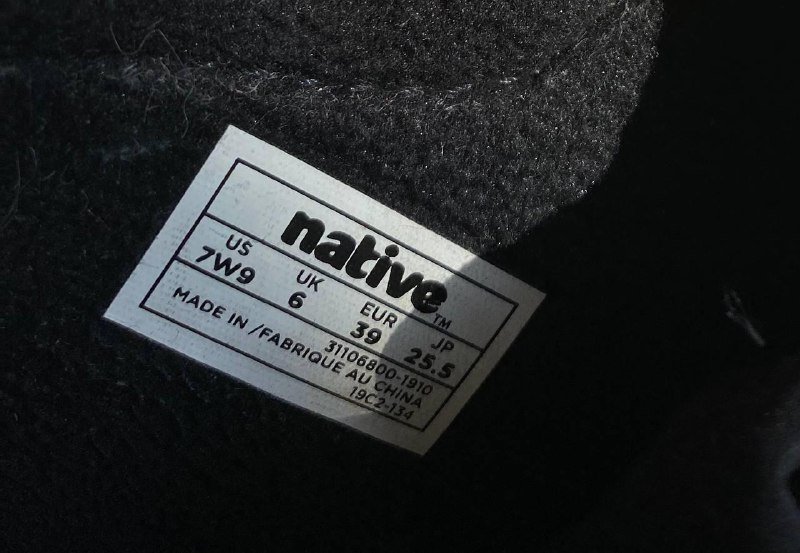 native™
US UK EUR JP
7W9 6 39 25.5
31106800-1910
MADE IN /FABRIQUE AU CHINA
19C2-134